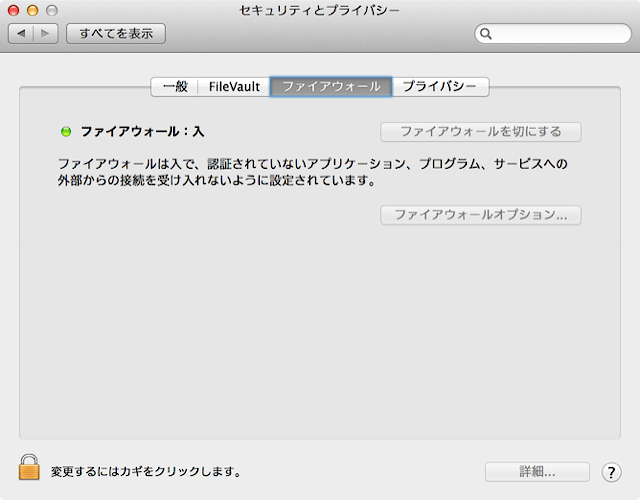 セキュリティとプライバシー
すべてを表示
一般 FileVault ファイアウォール プライバシー
ファイアウォール：入 ファイアウォールを切にする
ファイアウォールは入で、認証されていないアプリケーション、プログラム、サービスへの
外部からの接続を受け入れないように設定されています。
ファイアウォールオプション...
変更するにはカギをクリックします。 詳細... ?